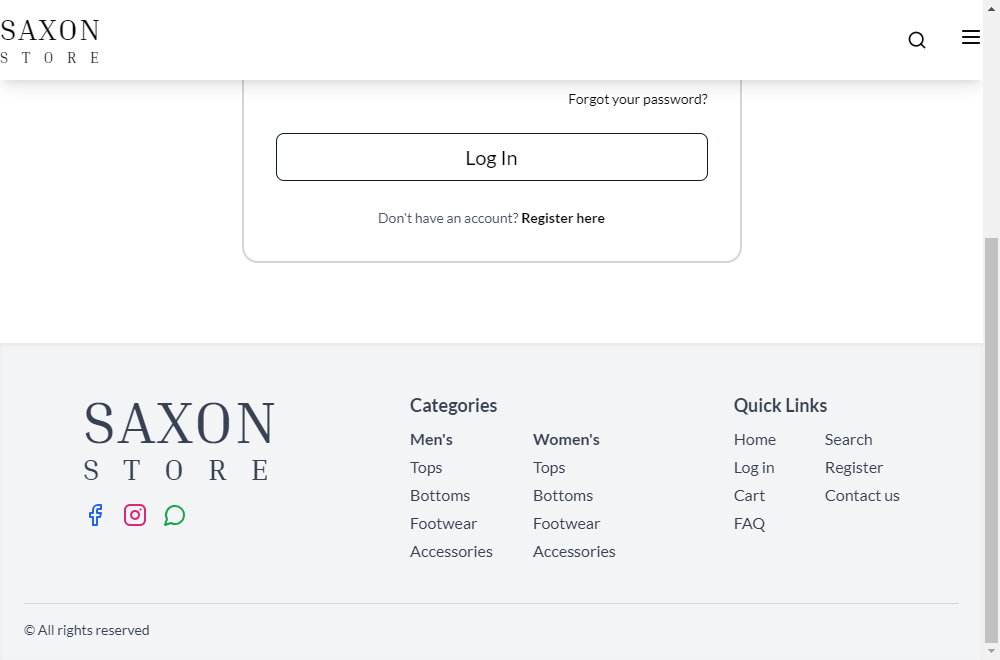 SAXON
STORE
Forgot your password?
Log In
Don't have an account? Register here
SAXON
STORE
Categories
Men's
Tops
Bottoms
Footwear
Accessories
Women's
Tops
Bottoms
Footwear
Accessories
Quick Links
Home
Log in
Cart
FAQ
Search
Register
Contact us
© All rights reserved